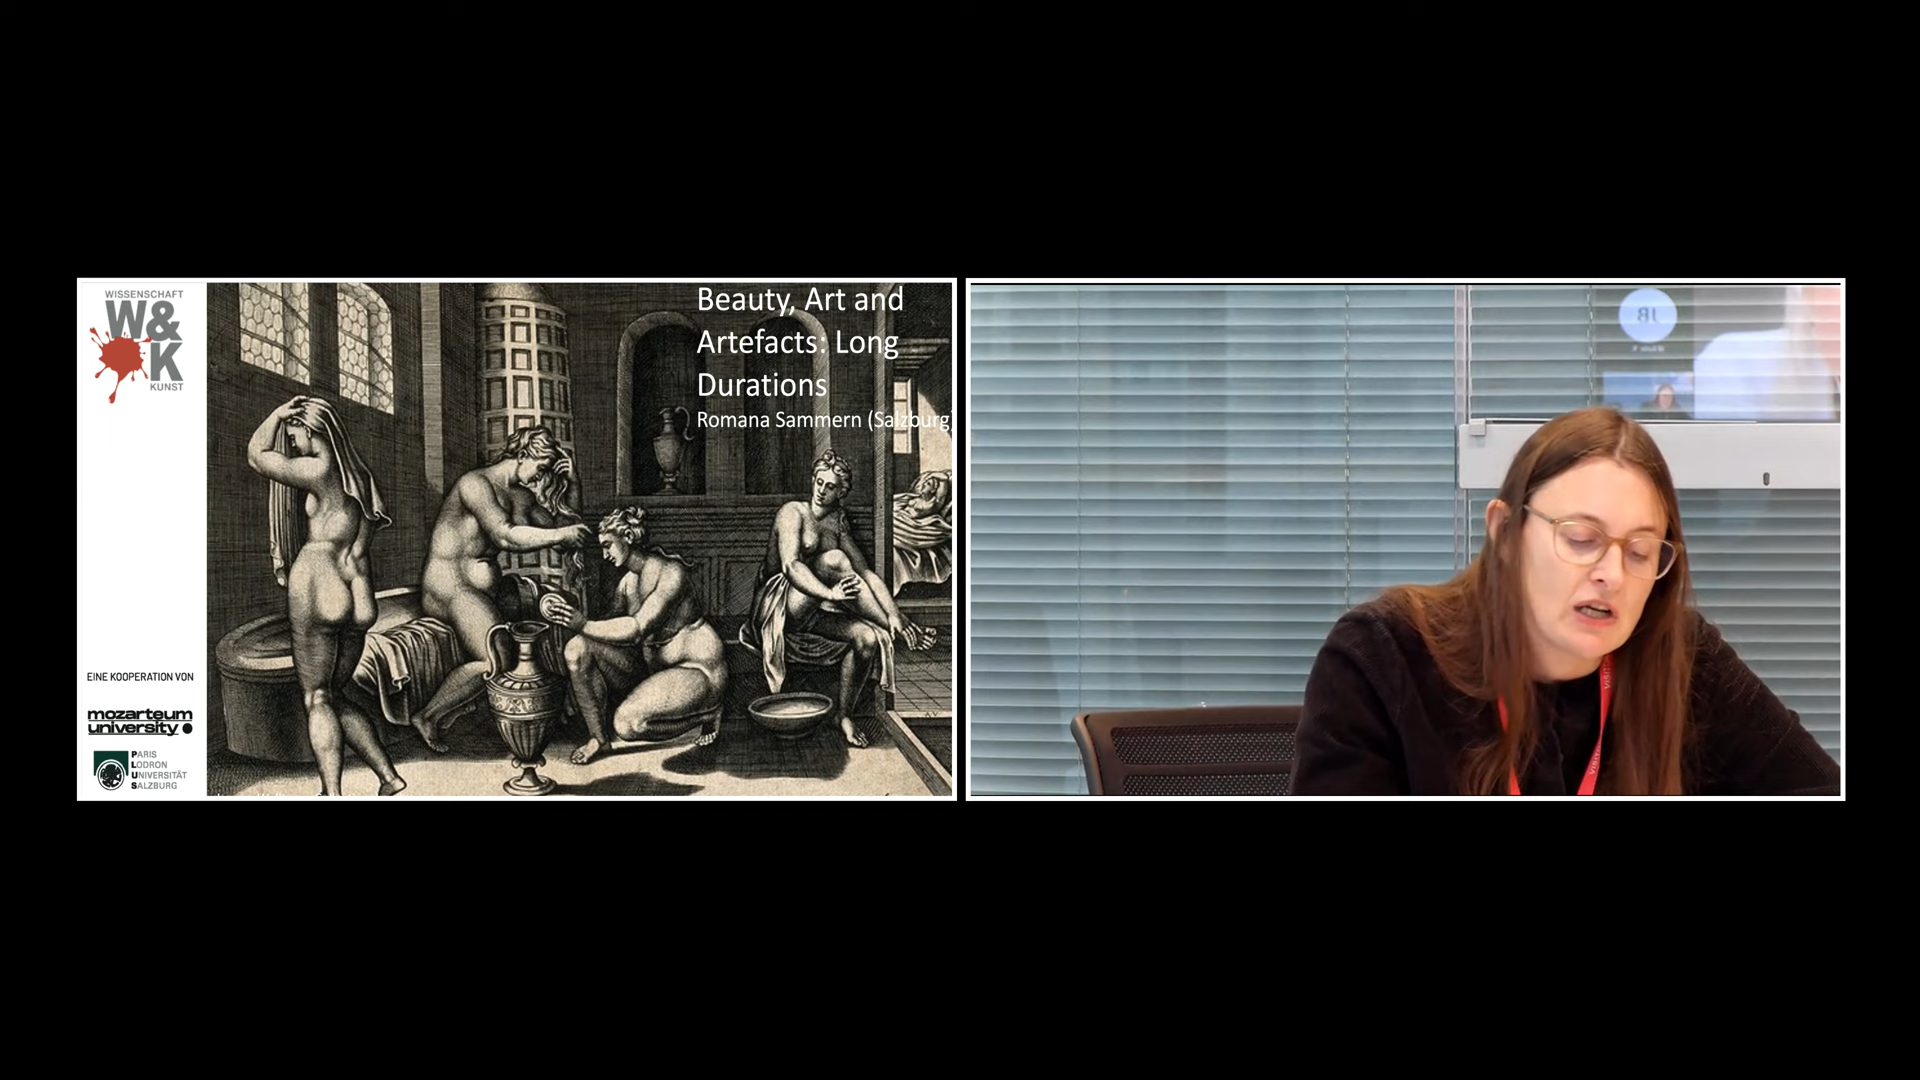 WISSENSCHAFT
W&
K
KUNST
EINE KOOPERATION VON
mozarteum
university
PARIS
LODRON
UNIVERSITÄT
SALZBURG
Beauty, Art and
Artefacts: Long
Durations
Romana Sammern (Salzburg)